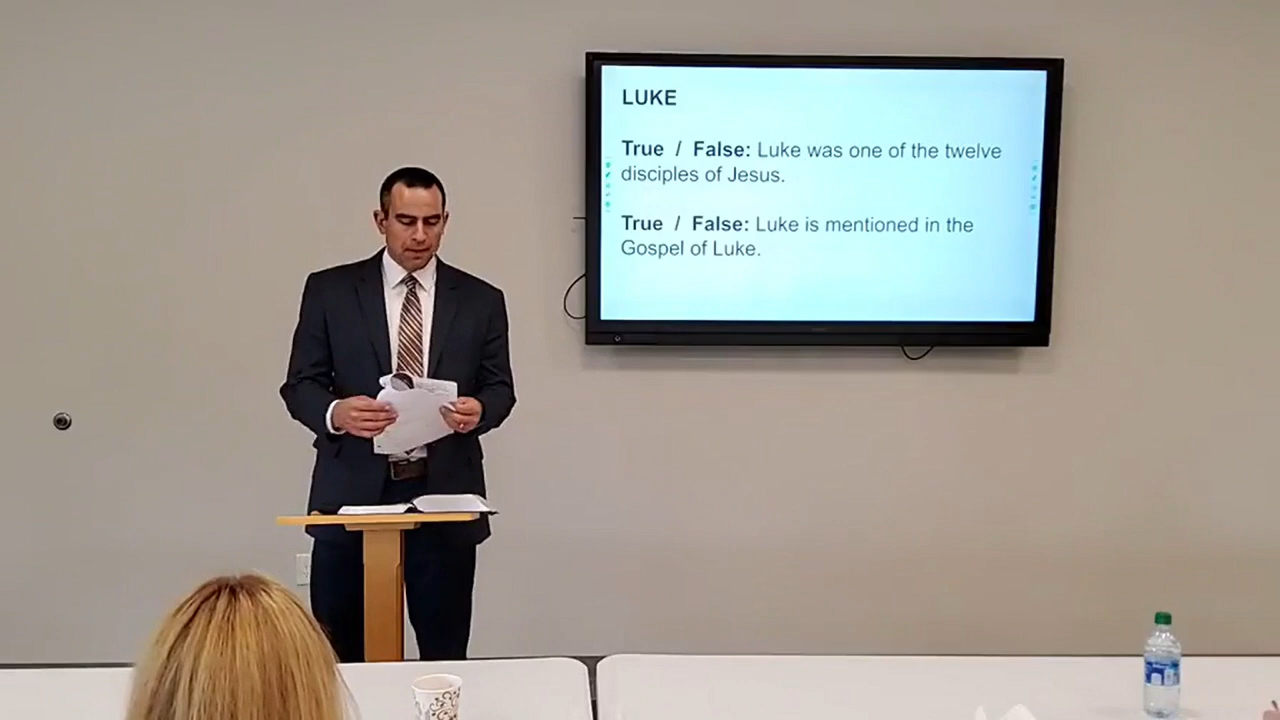 LUKE
True / False: Luke was one of the twelve
disciples of Jesus.
True / False: Luke is mentioned in the
Gospel of Luke.